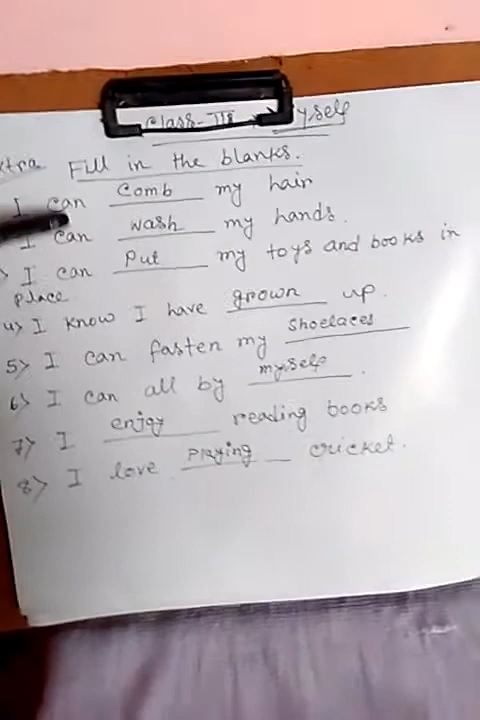 Class-III
Myself
Extra Fill in the blanks.
I can comb my hair
I can wash my hands.
I can Put my toys and books in
place
4) I know I have grown up.
5) I can fasten my Shoelaces
6) I can all by myself.
7) I enjoy reading books
8) I love Playing cricket.